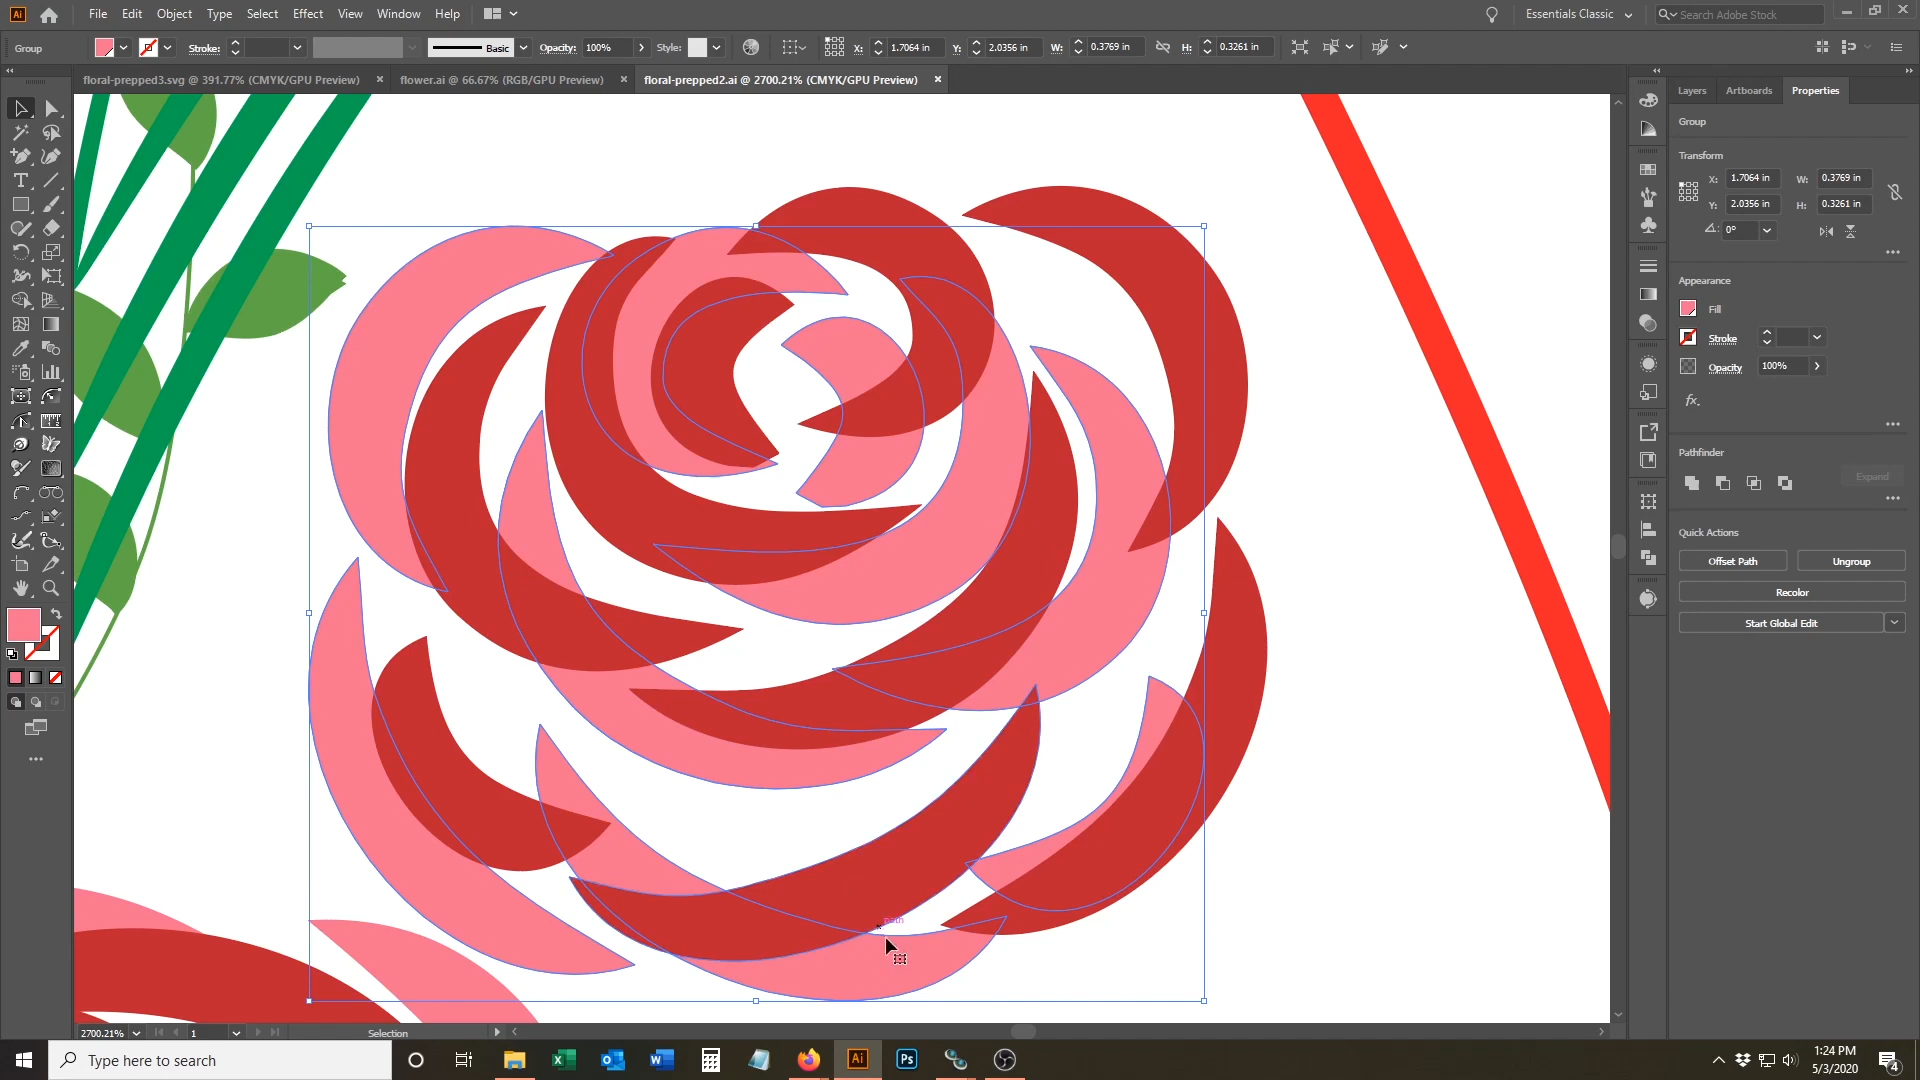 Ai File Edit Object Type Select Effect View Window Help Essentials Classic Search Adobe Stock
Group Stroke: Basic Opacity: 100% Style: X: 1.7064 in Y: 2.0356 in W: 0.3769 in H: 0.3261 in
floral-prepped3.svg @ 391.77% (CMYK/GPU Preview) × flower.ai @ 66.67% (RGB/GPU Preview) × floral-prepped2.ai @ 2700.21% (CMYK/GPU Preview) ×
Layers Artboards Properties
Group
Transform
X: 1.7064 in W: 0.3769 in
Y: 2.0356 in H: 0.3261 in
0°
Appearance
Fill
Stroke
Opacity 100%
fx.
Pathfinder
Expand
Quick Actions
Offset Path Ungroup
Recolor
Start Global Edit
path
2700.21% 1 Selection
Type here to search
Ai Ps
1:24 PM
5/3/2020
4